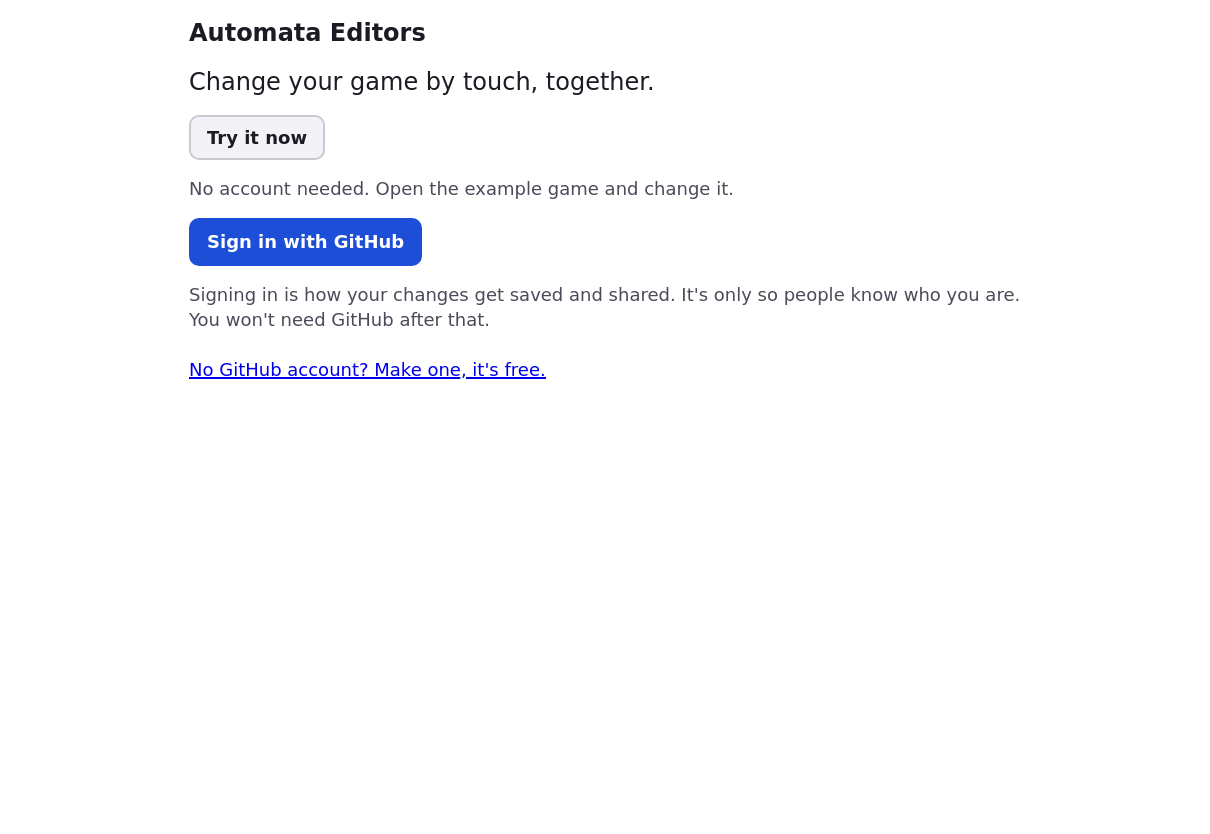 Automata Editors
Change your game by touch, together.
Try it now
No account needed. Open the example game and change it.
Sign in with GitHub
Signing in is how your changes get saved and shared. It's only so people know who you are.
You won't need GitHub after that.
No GitHub account? Make one, it's free.